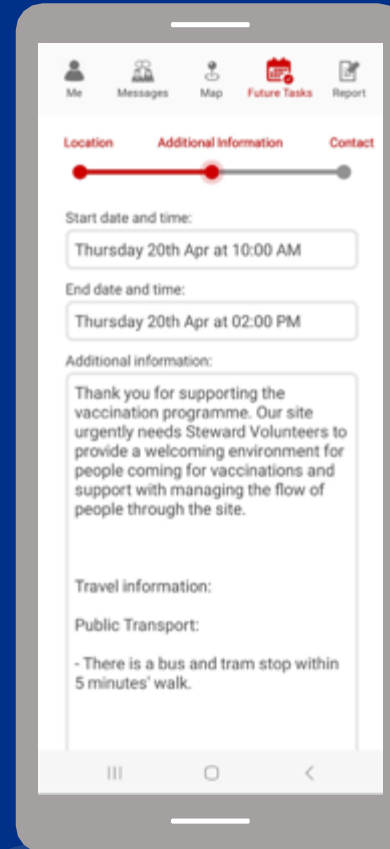 Me Messages Map Future Tasks Report
Location Additional Information Contact
Start date and time:
Thursday 20th Apr at 10:00 AM
End date and time:
Thursday 20th Apr at 02:00 PM
Additional information:
Thank you for supporting the
vaccination programme. Our site
urgently needs Steward Volunteers to
provide a welcoming environment for
people coming for vaccinations and
support with managing the flow of
people through the site.
Travel information:
Public Transport:
- There is a bus and tram stop within
5 minutes' walk.